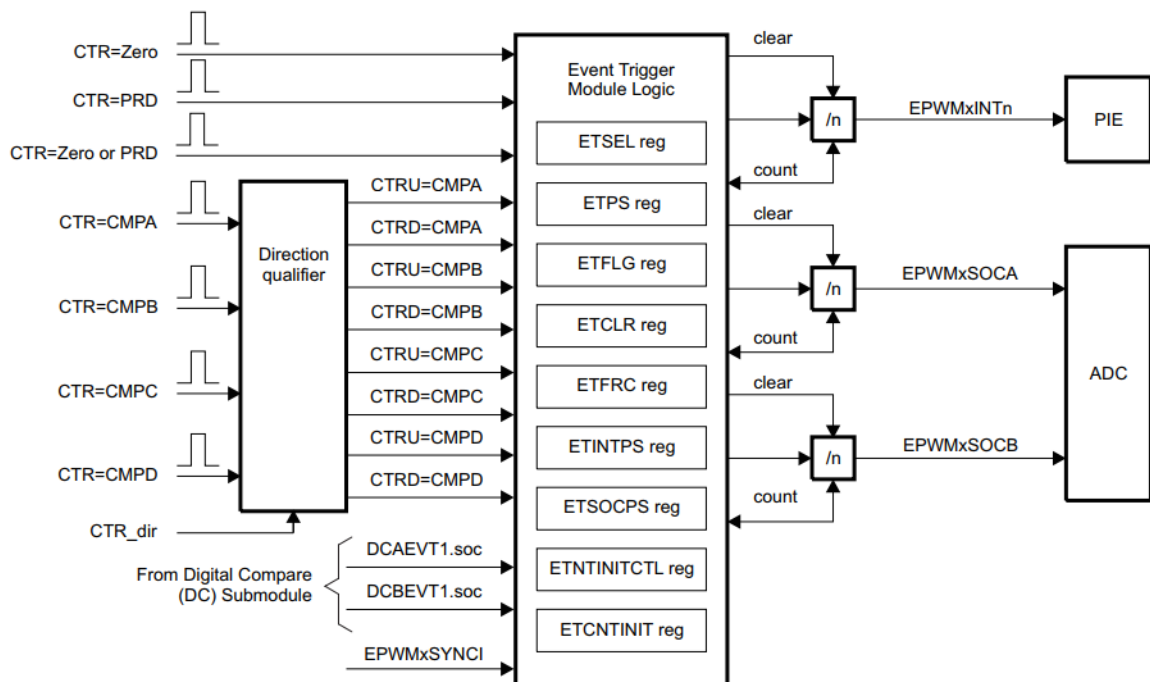 CTR=Zero
CTR=PRD
CTR=Zero or PRD
CTR=CMPA
CTR=CMPB
CTR=CMPC
CTR=CMPD
CTR_dir
Direction
qualifier
CTRU=CMPA
CTRD=CMPA
CTRU=CMPB
CTRD=CMPB
CTRU=CMPC
CTRD=CMPC
CTRU=CMPD
CTRD=CMPD
From Digital Compare
(DC) Submodule
DCAEVT1.soc
DCBEVT1.soc
EPWMxSYNCI
Event Trigger
Module Logic
ETSEL reg
ETPS reg
ETFLG reg
ETCLR reg
ETFRC reg
ETINTPS reg
ETSOCPS reg
ETNTINITCTL reg
ETCNTINIT reg
clear
/n
count
EPWMxINTn
PIE
clear
/n
count
EPWMxSOCA
clear
/n
count
EPWMxSOCB
ADC